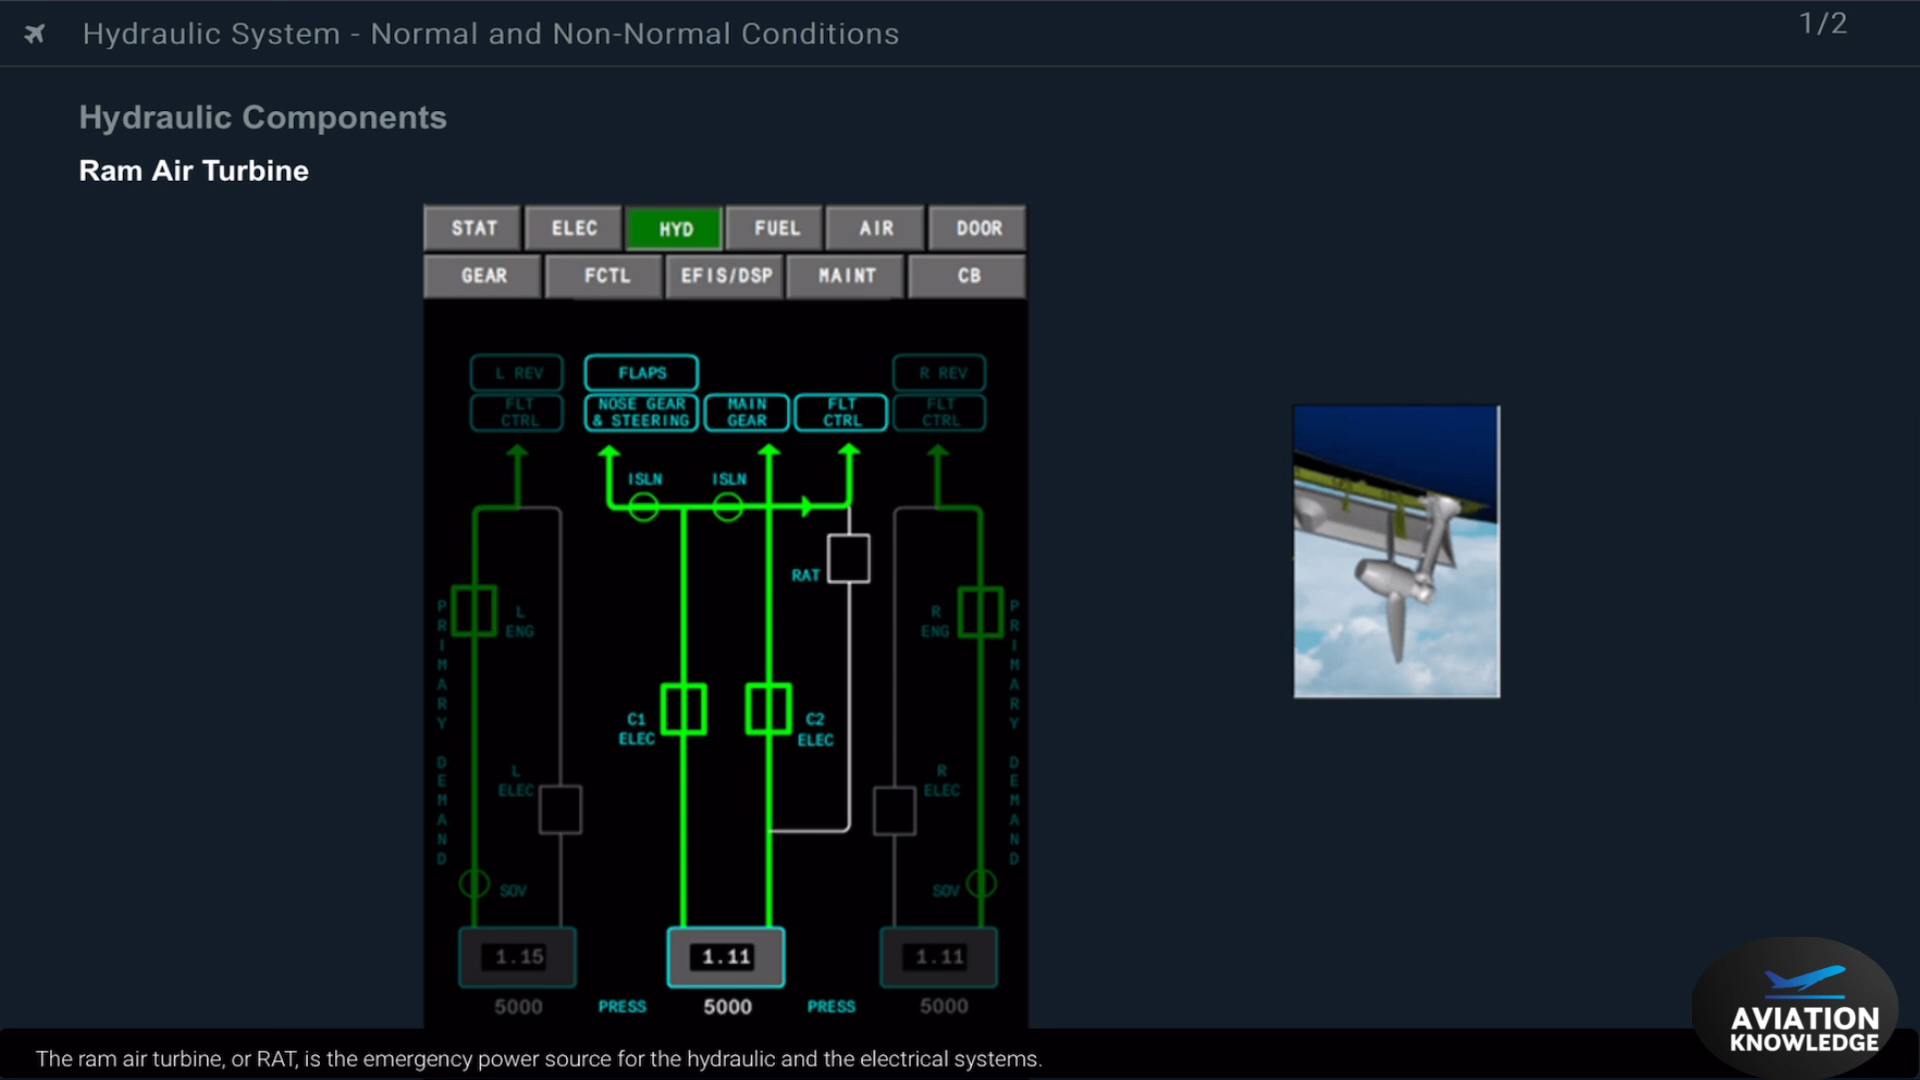 Hydraulic System - Normal and Non-Normal Conditions
1/2
Hydraulic Components
Ram Air Turbine
STAT ELEC HYD FUEL AIR DOOR
GEAR FCTL EFIS/DSP MAINT CB
L REV FLAPS R REV
FLT CTRL
NOSE GEAR & STEERING
MAIN GEAR
FLT CTRL
FLT CTRL
ISLN ISLN
RAT
L ENG
R ENG
PRIMARY
PRIMARY
C1 ELEC
C2 ELEC
L ELEC
R ELEC
DEMAND
DEMAND
SOV
SOV
1.15 1.11 1.11
5000 PRESS 5000 PRESS 5000
AVIATION
KNOWLEDGE
The ram air turbine, or RAT, is the emergency power source for the hydraulic and the electrical systems.